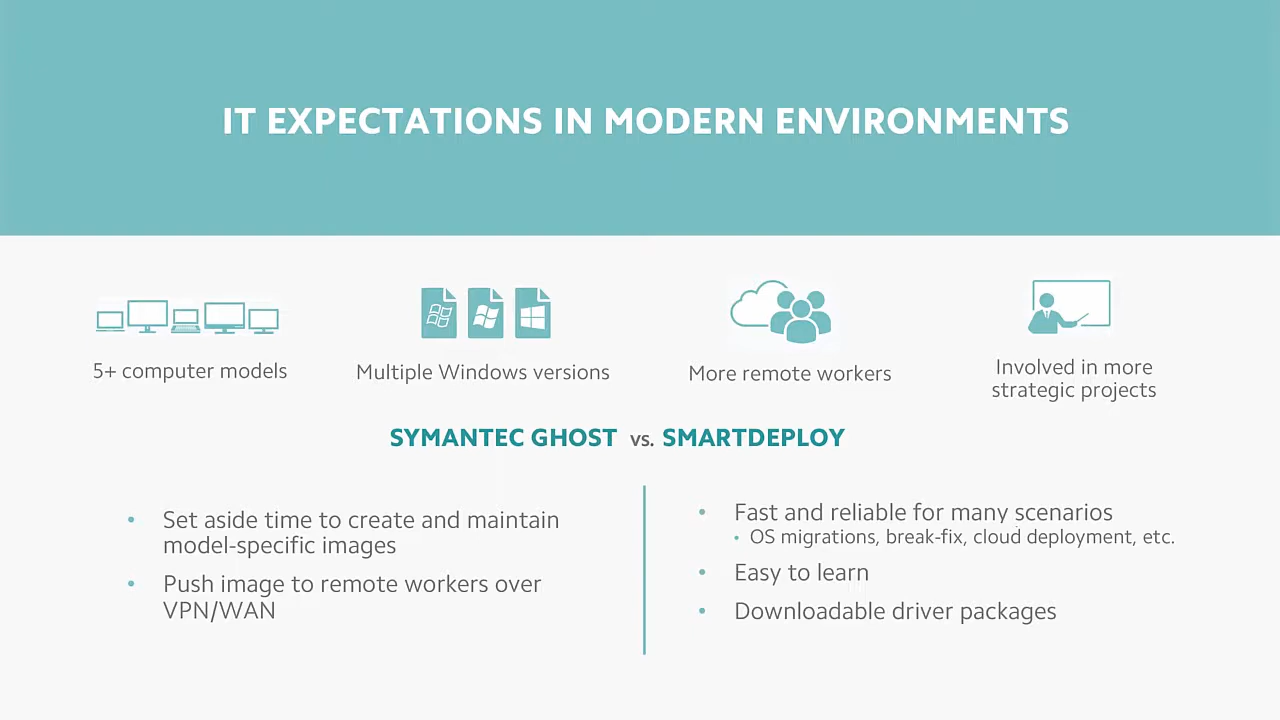 IT EXPECTATIONS IN MODERN ENVIRONMENTS
5+ computer models
Multiple Windows versions
More remote workers
Involved in more
strategic projects
SYMANTEC GHOST vs. SMARTDEPLOY
• Set aside time to create and maintain
model-specific images
• Push image to remote workers over
VPN/WAN
• Fast and reliable for many scenarios
• OS migrations, break-fix, cloud deployment, etc.
• Easy to learn
• Downloadable driver packages